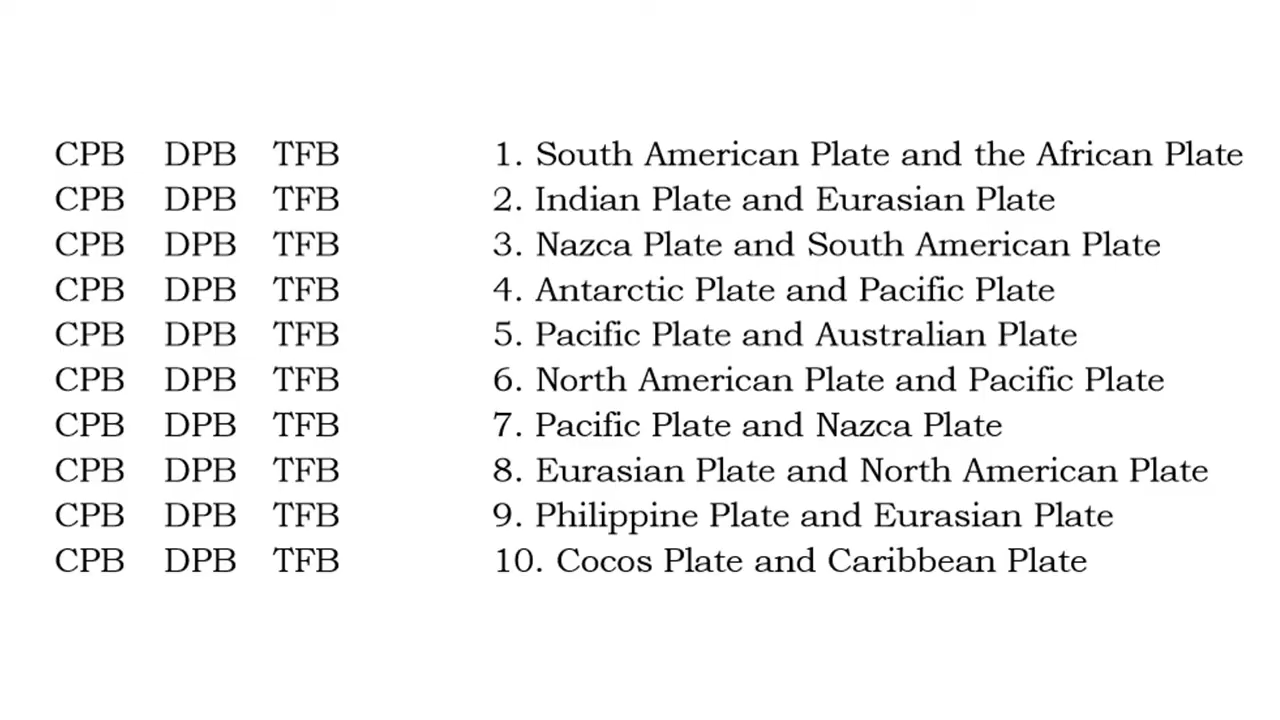 CPB DPB TFB 1. South American Plate and the African Plate
CPB DPB TFB 2. Indian Plate and Eurasian Plate
CPB DPB TFB 3. Nazca Plate and South American Plate
CPB DPB TFB 4. Antarctic Plate and Pacific Plate
CPB DPB TFB 5. Pacific Plate and Australian Plate
CPB DPB TFB 6. North American Plate and Pacific Plate
CPB DPB TFB 7. Pacific Plate and Nazca Plate
CPB DPB TFB 8. Eurasian Plate and North American Plate
CPB DPB TFB 9. Philippine Plate and Eurasian Plate
CPB DPB TFB 10. Cocos Plate and Caribbean Plate